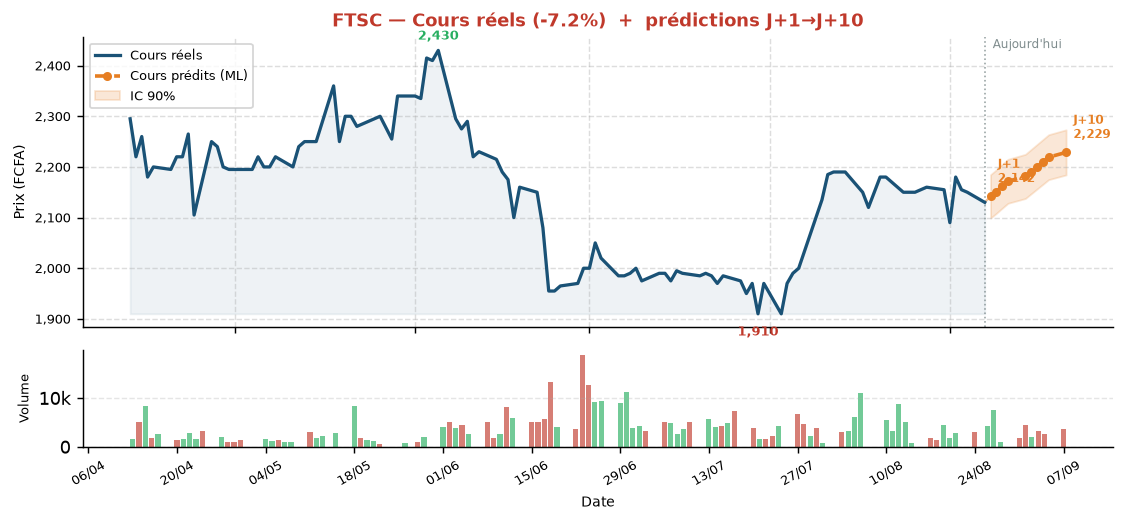 FTSC — Cours réels (-7.2%) + prédictions J+1→J+10
2,430
Aujourd'hui
Cours réels
Cours prédits (ML)
IC 90%
J+10
2,229
J+1
2,142
1,910
Prix (FCFA)
2,400
2,300
2,200
2,100
2,000
1,900
Volume
10k
0
06/04
20/04
04/05
18/05
01/06
15/06
29/06
13/07
27/07
10/08
24/08
07/09
Date